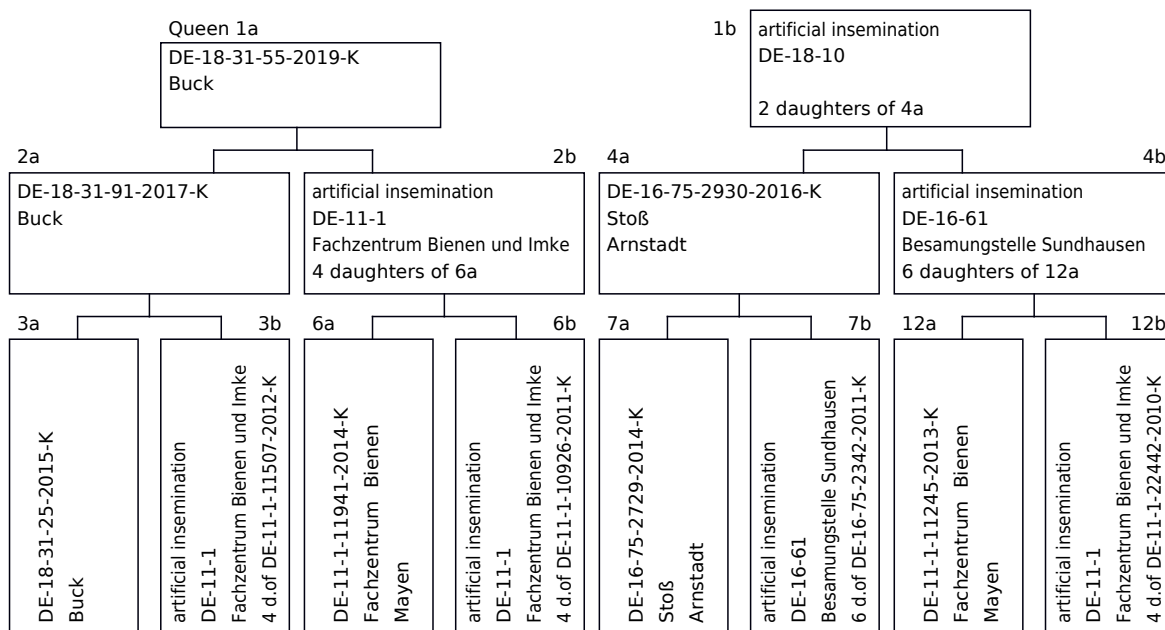 Queen 1a
DE-18-31-55-2019-K
Buck
1b
artificial insemination
DE-18-10
2 daughters of 4a
2a
DE-18-31-91-2017-K
Buck
2b
artificial insemination
DE-11-1
Fachzentrum Bienen und Imke
4 daughters of 6a
4a
DE-16-75-2930-2016-K
Stoß
Arnstadt
4b
artificial insemination
DE-16-61
Besamungstelle Sundhausen
6 daughters of 12a
3a
DE-18-31-25-2015-K
Buck
3b
artificial insemination
DE-11-1
Fachzentrum Bienen und Imke
4 d.of DE-11-1-11507-2012-K
6a
DE-11-1-11941-2014-K
Fachzentrum Bienen
Mayen
6b
artificial insemination
DE-11-1
Fachzentrum Bienen und Imke
4 d.of DE-11-1-10926-2011-K
7a
DE-16-75-2729-2014-K
Stoß
Arnstadt
7b
artificial insemination
DE-16-61
Besamungstelle Sundhausen
6 d.of DE-16-75-2342-2011-K
12a
DE-11-1-11245-2013-K
Fachzentrum Bienen
Mayen
12b
artificial insemination
DE-11-1
Fachzentrum Bienen und Imke
4 d.of DE-11-1-22442-2010-K